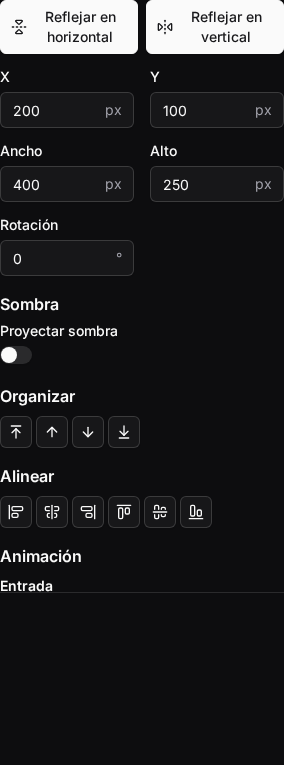 Reflejar en
horizontal
Reflejar en
vertical
X
Y
200 px
100 px
Ancho
Alto
400 px
250 px
Rotación
0 °
Sombra
Proyectar sombra
Organizar
Alinear
Animación
Entrada